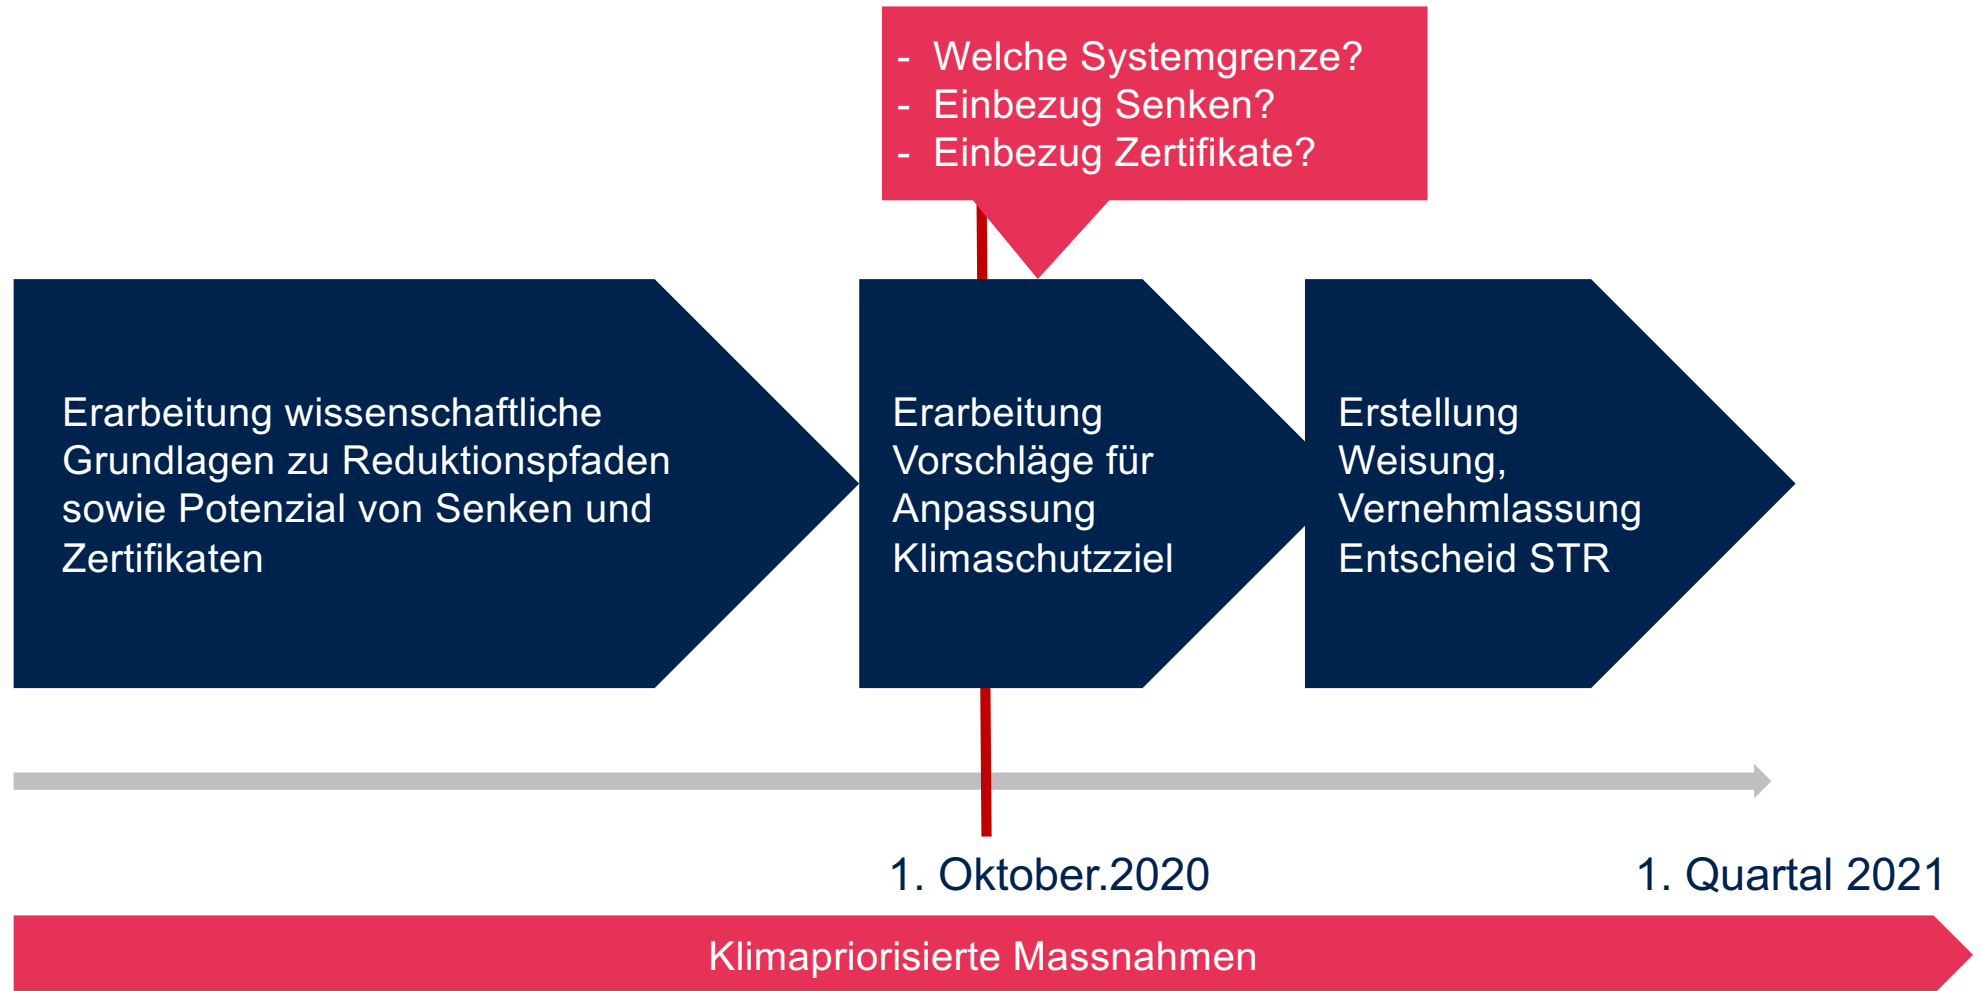 - Welche Systemgrenze?
- Einbezug Senken?
- Einbezug Zertifikate?
Erarbeitung wissenschaftliche
Grundlagen zu Reduktionspfaden
sowie Potenzial von Senken und
Zertifikaten
Erarbeitung
Vorschläge für
Anpassung
Klimaschutzziel
Erstellung
Weisung,
Vernehmlassung
Entscheid STR
1. Oktober.2020
1. Quartal 2021
Klimapriorisierte Massnahmen